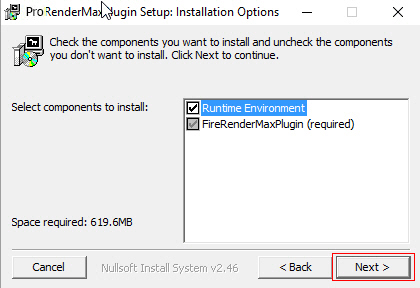 ProRenderMaxPlugin Setup: Installation Options
Check the components you want to install and uncheck the components
you don't want to install. Click Next to continue.
Select components to install:
Runtime Environment
FireRenderMaxPlugin (required)
Space required: 619.6MB
Cancel
Nullsoft Install System v2.46
< Back
Next >